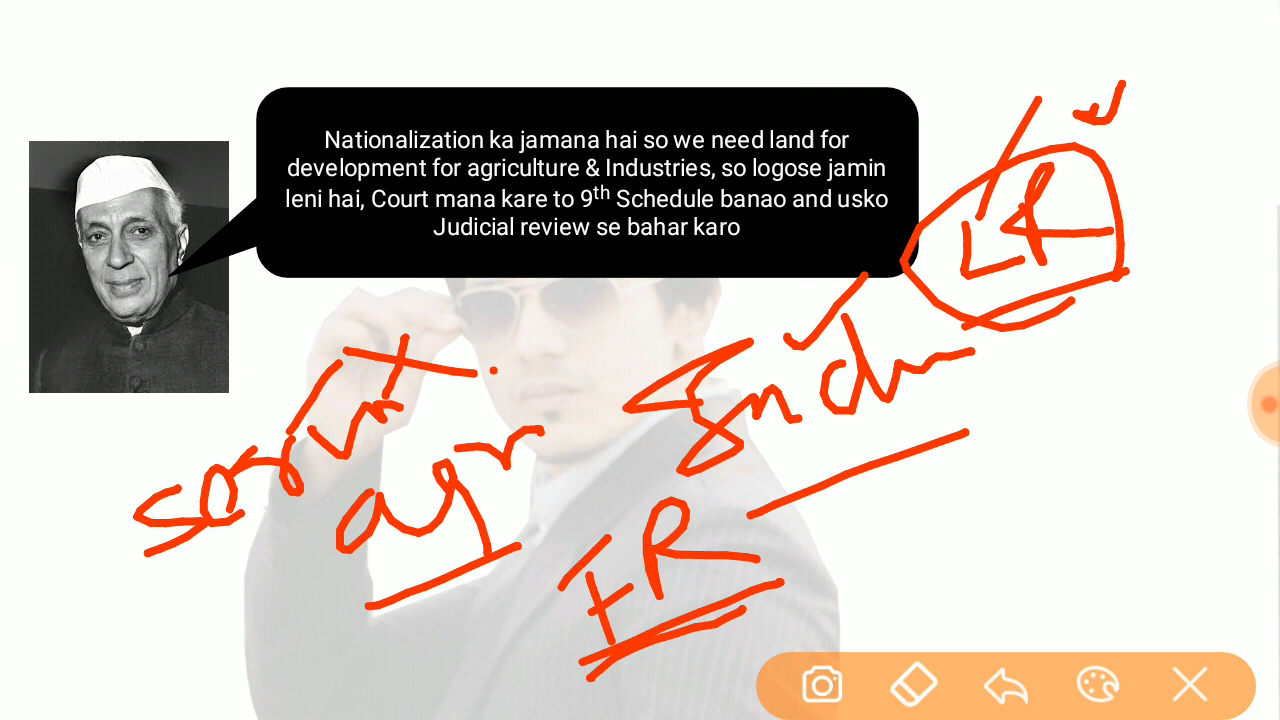 Nationalization ka jamana hai so we need land for
development for agriculture & Industries, so logose jamin
leni hai, Court mana kare to 9th Schedule banao and usko
Judicial review se bahar karo
LR
Indu
agr
FR